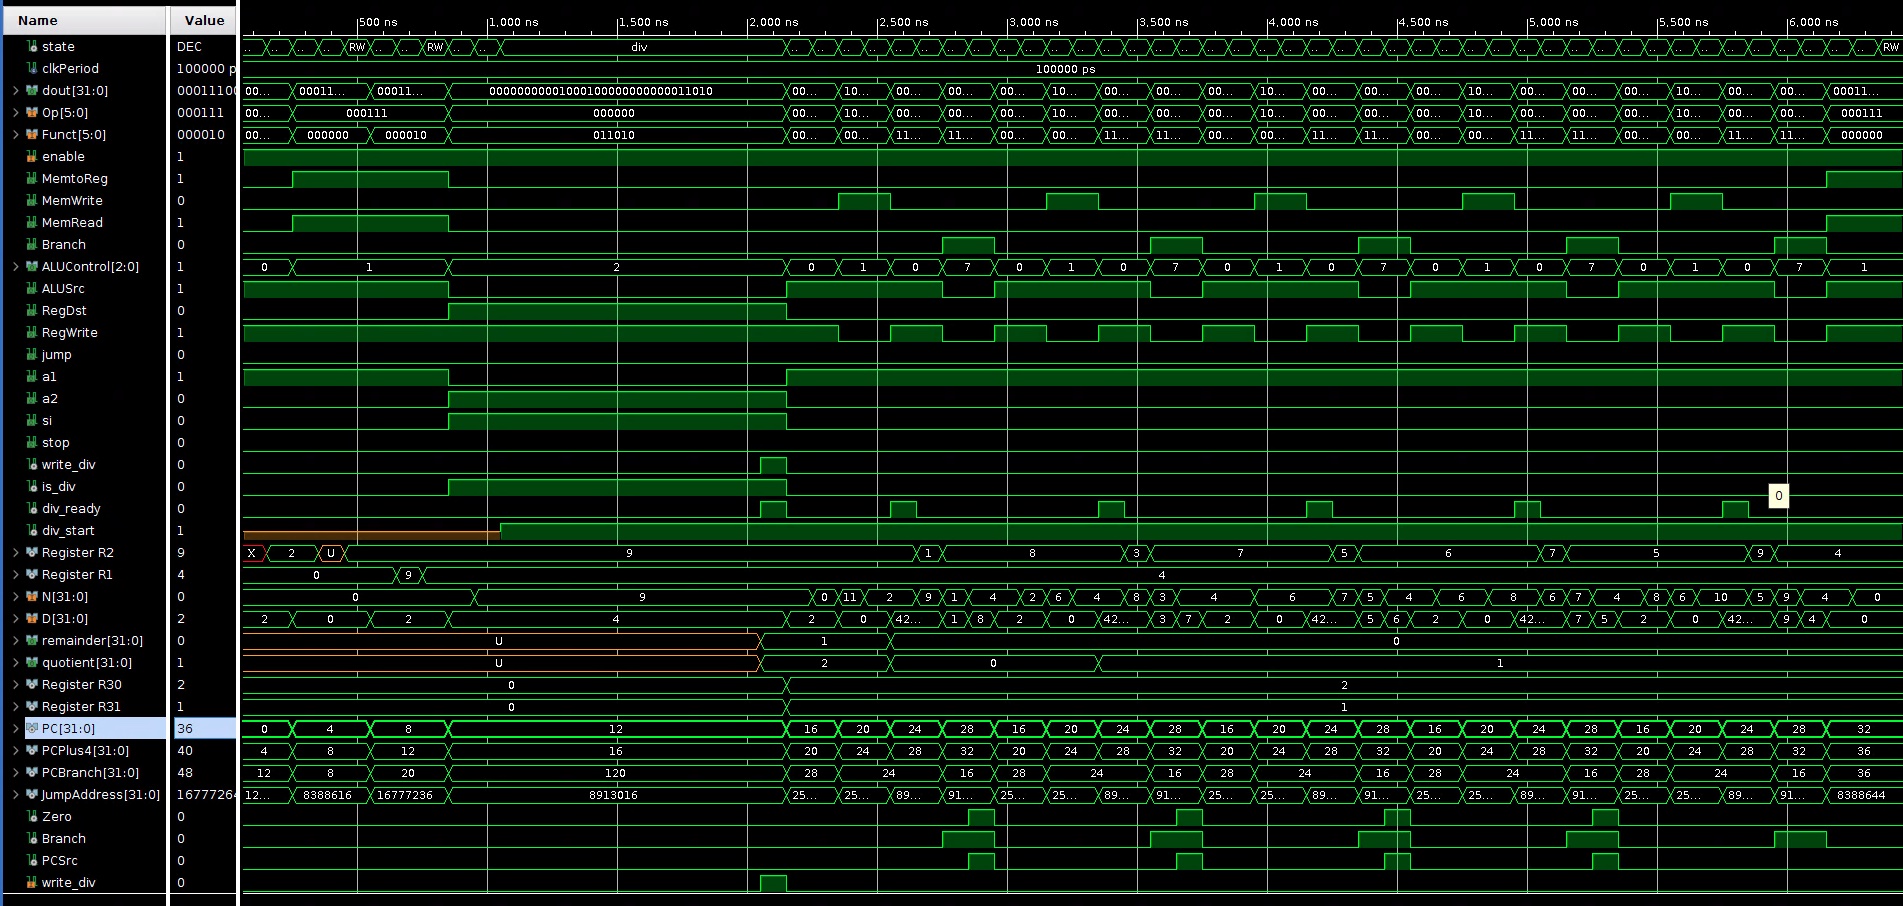 Name Value 500 ns 1,000 ns 1,500 ns 2,000 ns 2,500 ns 3,000 ns 3,500 ns 4,000 ns 4,500 ns 5,000 ns 5,500 ns 6,000 ns
state DEC .. .. .. .. RW .. .. RW .. .. div .. .. .. .. .. .. .. .. .. .. .. .. .. .. .. .. .. .. .. .. .. .. .. .. .. .. .. .. .. .. .. RW
clkPeriod 100000 p 100000 ps
dout[31:0] 00011100 00... 00011... 00011... 00000000001000100000000000011010 00... 10... 00... 00... 00... 10... 00... 00... 00... 10... 00... 00... 00... 10... 00... 00... 00... 10... 00... 00... 00011...
Op[5:0] 000111 00... 000111 000000 00... 10... 00... 00... 00... 10... 00... 00... 00... 10... 00... 00... 00... 10... 00... 00... 00... 10... 00... 00... 000111
Funct[5:0] 000010 00... 000000 000010 011010 00... 00... 11... 11... 00... 00... 11... 11... 00... 00... 11... 11... 00... 00... 11... 11... 00... 00... 11... 11... 000000
enable 1
MemtoReg 1
MemWrite 0
MemRead 1
Branch 0
ALUControl[2:0] 1 0 1 2 0 1 0 7 0 1 0 7 0 1 0 7 0 1 0 7 0 1 0 7 1
ALUSrc 1
RegDst 0
RegWrite 1
jump 0
a1 1
a2 0
si 0
stop 0
write_div 0
is_div 0 0
div_ready 0
div_start 1
Register R2 9 X 2 U 9 1 8 3 7 5 6 7 5 9 4
Register R1 4 0 9 4
N[31:0] 0 0 9 0 11 2 9 1 4 2 6 4 8 3 4 6 7 5 4 6 8 6 7 4 8 6 10 5 9 4 0
D[31:0] 2 2 0 2 4 2 0 42... 1 8 2 0 42... 3 7 2 0 42... 5 6 2 0 42... 7 5 2 0 42... 9 4 0
remainder[31:0] 0 U 1 0
quotient[31:0] 1 U 2 0 1
Register R30 2 0 2
Register R31 1 0 1
PC[31:0] 36 0 4 8 12 16 20 24 28 16 20 24 28 16 20 24 28 16 20 24 28 16 20 24 28 32
PCPlus4[31:0] 40 4 8 12 16 20 24 28 32 20 24 28 32 20 24 28 32 20 24 28 32 20 24 28 32 36
PCBranch[31:0] 48 12 8 20 120 28 24 16 28 24 16 28 24 16 28 24 16 28 24 16 36
JumpAddress[31:0] 16777264 12... 8388616 16777236 8913016 25... 25... 89... 91... 25... 25... 89... 91... 25... 25... 89... 91... 25... 25... 89... 91... 25... 25... 89... 91... 8388644
Zero 0
Branch 0
PCSrc 0
write_div 0